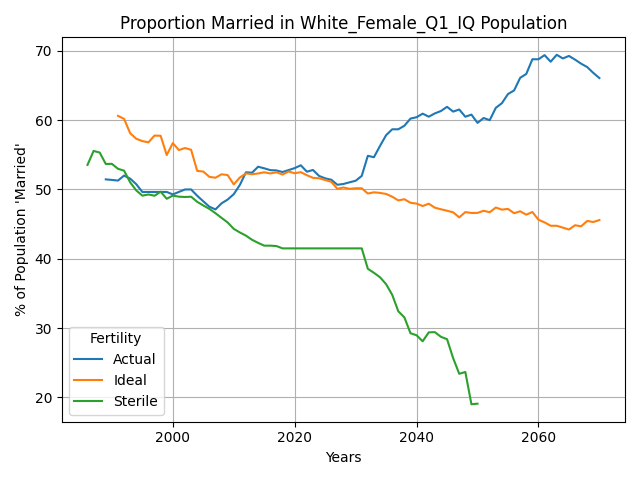 Proportion Married in White_Female_Q1_IQ Population
% of Population 'Married'
70
60
50
40
30
20
Fertility
Actual
Ideal
Sterile
2000 2020 2040 2060
Years